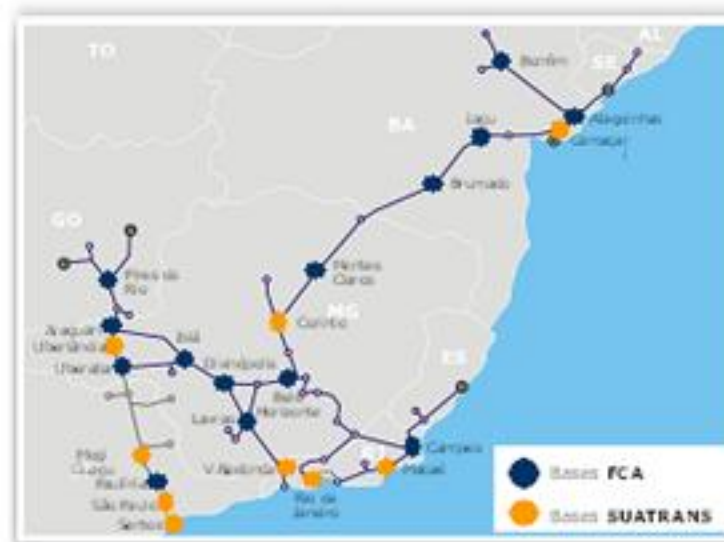 TO
AL
SE
Bonfim
Alagoinhas
Iaçu
BA
Camaçari
Brumado
GO
Montes
Claros
Pires do
Rio
MG
Corinto
Araguari
Uberlândia
Ibiá
ES
Uberaba
Divinópolis
Belo
Horizonte
Lavras
Campos
Mogi
Guaçu
V.Redonda
Macaé
Paulínia
Rio de
Janeiro
São Paulo
Santos
Bases FCA
Bases SUATRANS